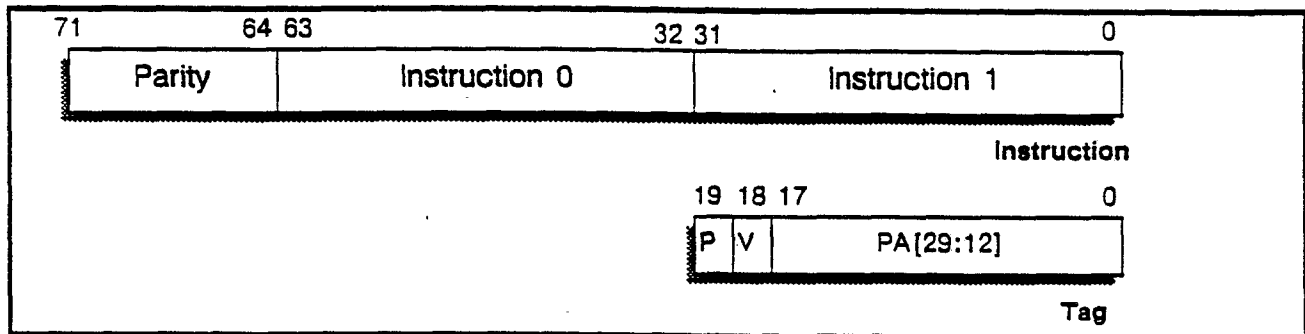 71 64 63 32 31 0
Parity Instruction 0 Instruction 1
Instruction
19 18 17 0
P V PA[29:12]
Tag